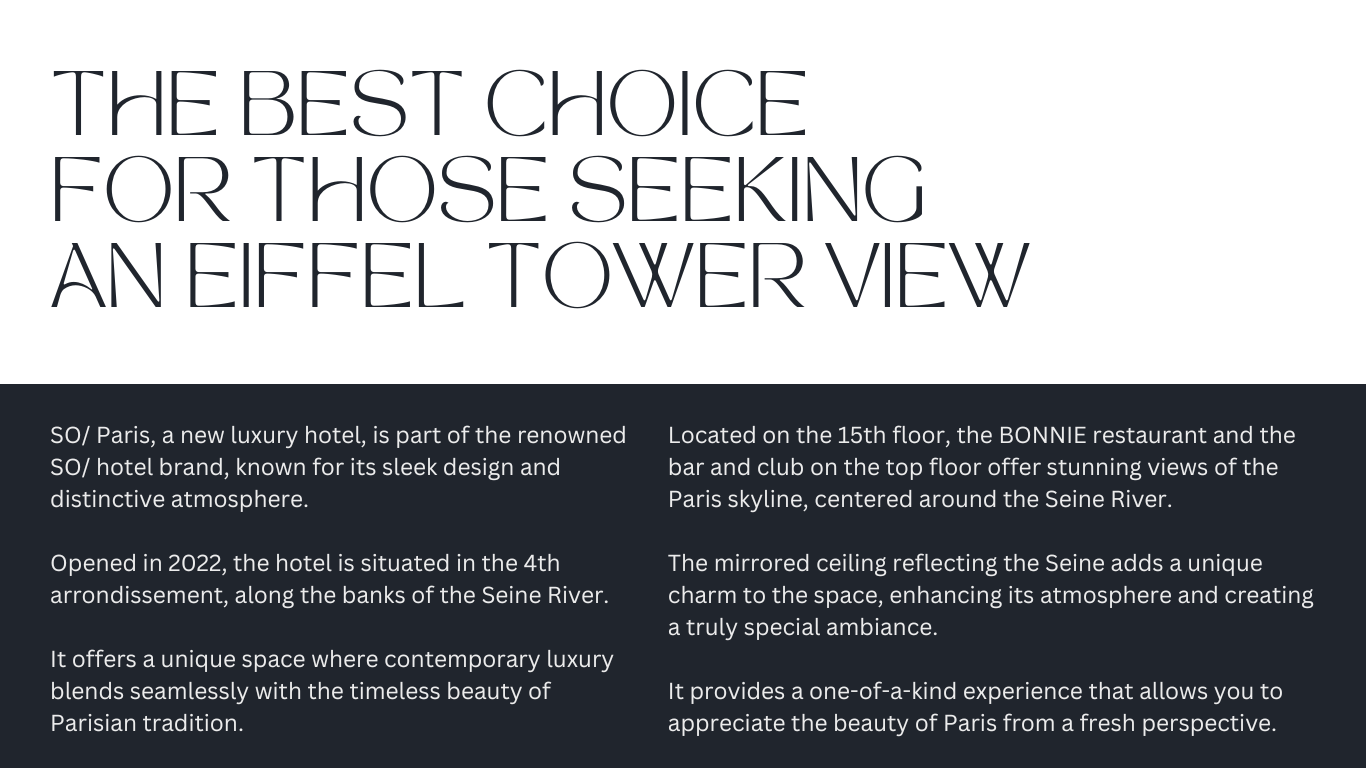 THE BEST CHOICE
FOR THOSE SEEKING
AN EIFFEL TOWER VIEW
SO/ Paris, a new luxury hotel, is part of the renowned
SO/ hotel brand, known for its sleek design and
distinctive atmosphere.
Opened in 2022, the hotel is situated in the 4th
arrondissement, along the banks of the Seine River.
It offers a unique space where contemporary luxury
blends seamlessly with the timeless beauty of
Parisian tradition.
Located on the 15th floor, the BONNIE restaurant and the
bar and club on the top floor offer stunning views of the
Paris skyline, centered around the Seine River.
The mirrored ceiling reflecting the Seine adds a unique
charm to the space, enhancing its atmosphere and creating
a truly special ambiance.
It provides a one-of-a-kind experience that allows you to
appreciate the beauty of Paris from a fresh perspective.